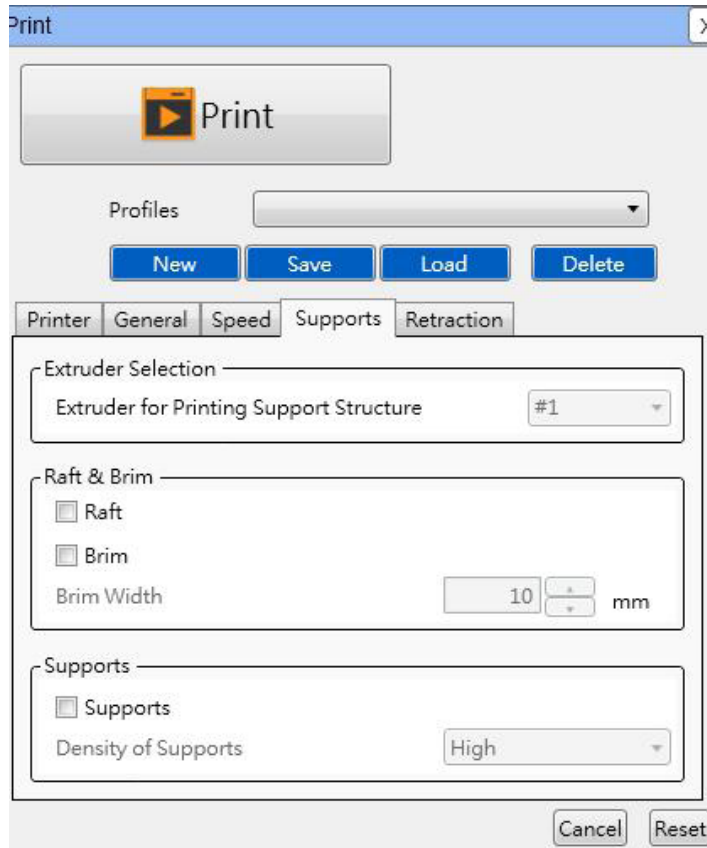 Print
X
Print
Profiles
New Save Load Delete
Printer General Speed Supports Retraction
Extruder Selection
Extruder for Printing Support Structure #1
Raft & Brim
Raft
Brim
Brim Width 10 mm
Supports
Supports
Density of Supports High
Cancel Reset